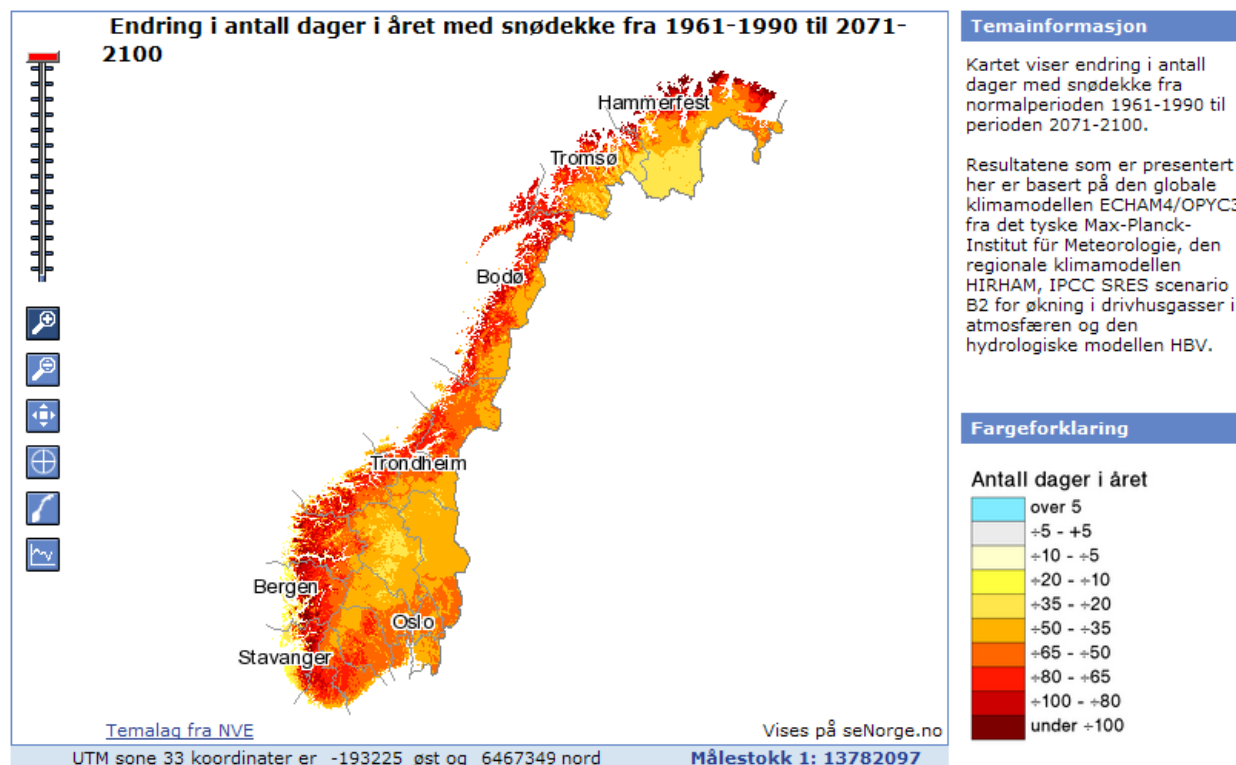 Endring i antall dager i året med snødekke fra 1961-1990 til 2071-
2100
Hammerfest
Tromsø
Bodø
Trondheim
Bergen
Oslo
Stavanger
Temalag fra NVE
Vises på seNorge.no
UTM sone 33 koordinater er -193225 øst og 6467349 nord
Målestokk 1: 13782097
Temainformasjon
Kartet viser endring i antall
dager med snødekke fra
normalperioden 1961-1990 til
perioden 2071-2100.
Resultatene som er presentert
her er basert på den globale
klimamodellen ECHAM4/OPYC3
fra det tyske Max-Planck-
Institut für Meteorologie, den
regionale klimamodellen
HIRHAM, IPCC SRES scenario
B2 for økning i drivhusgasser i
atmosfæren og den
hydrologiske modellen HBV.
Fargeforklaring
Antall dager i året
over 5
÷5 - +5
÷10 - ÷5
÷20 - ÷10
÷35 - ÷20
÷50 - ÷35
÷65 - ÷50
÷80 - ÷65
÷100 - ÷80
under ÷100